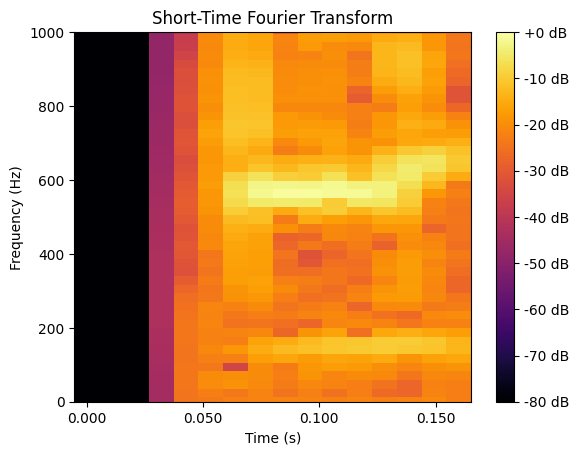 Short-Time Fourier Transform
1000
800
600
400
200
0
Frequency (Hz)
0.000
0.050
0.100
0.150
Time (s)
+0 dB
-10 dB
-20 dB
-30 dB
-40 dB
-50 dB
-60 dB
-70 dB
-80 dB